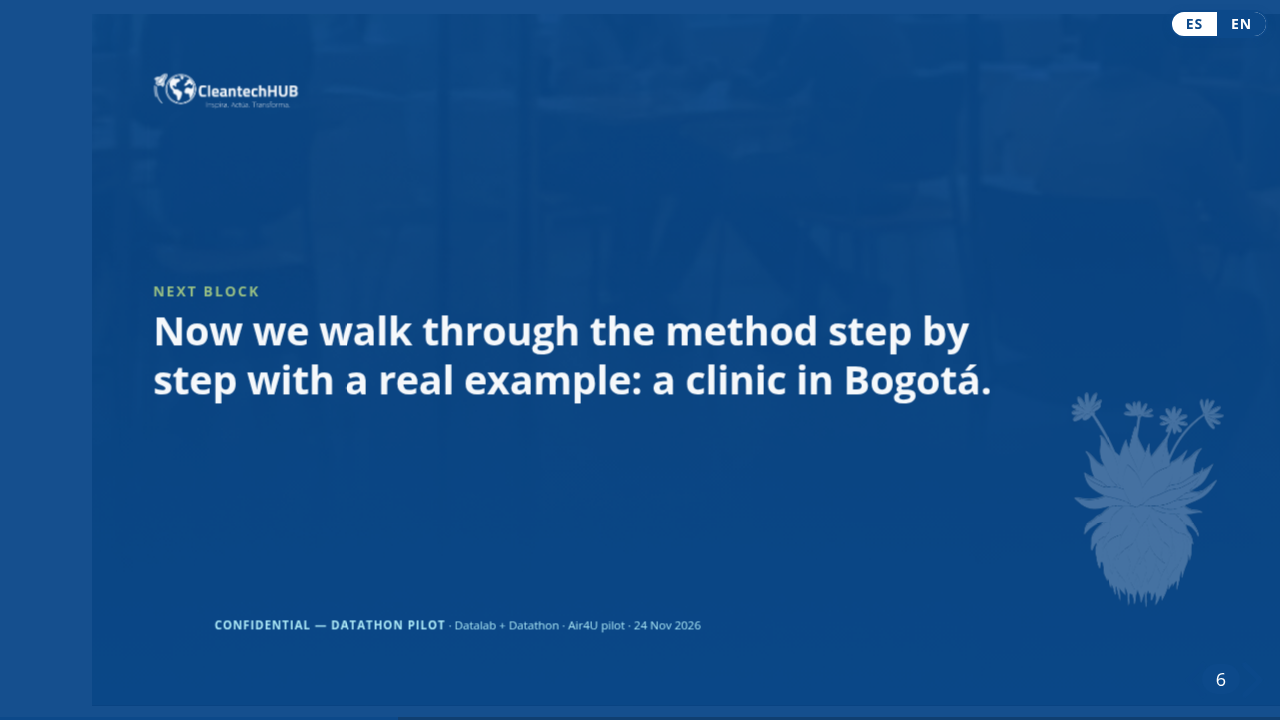 ES EN
CleantechHUB
Inspira. Actúa. Transforma.
NEXT BLOCK
Now we walk through the method step by
step with a real example: a clinic in Bogotá.
CONFIDENTIAL — DATATHON PILOT · Datalab + Datathon · Air4U pilot · 24 Nov 2026
6